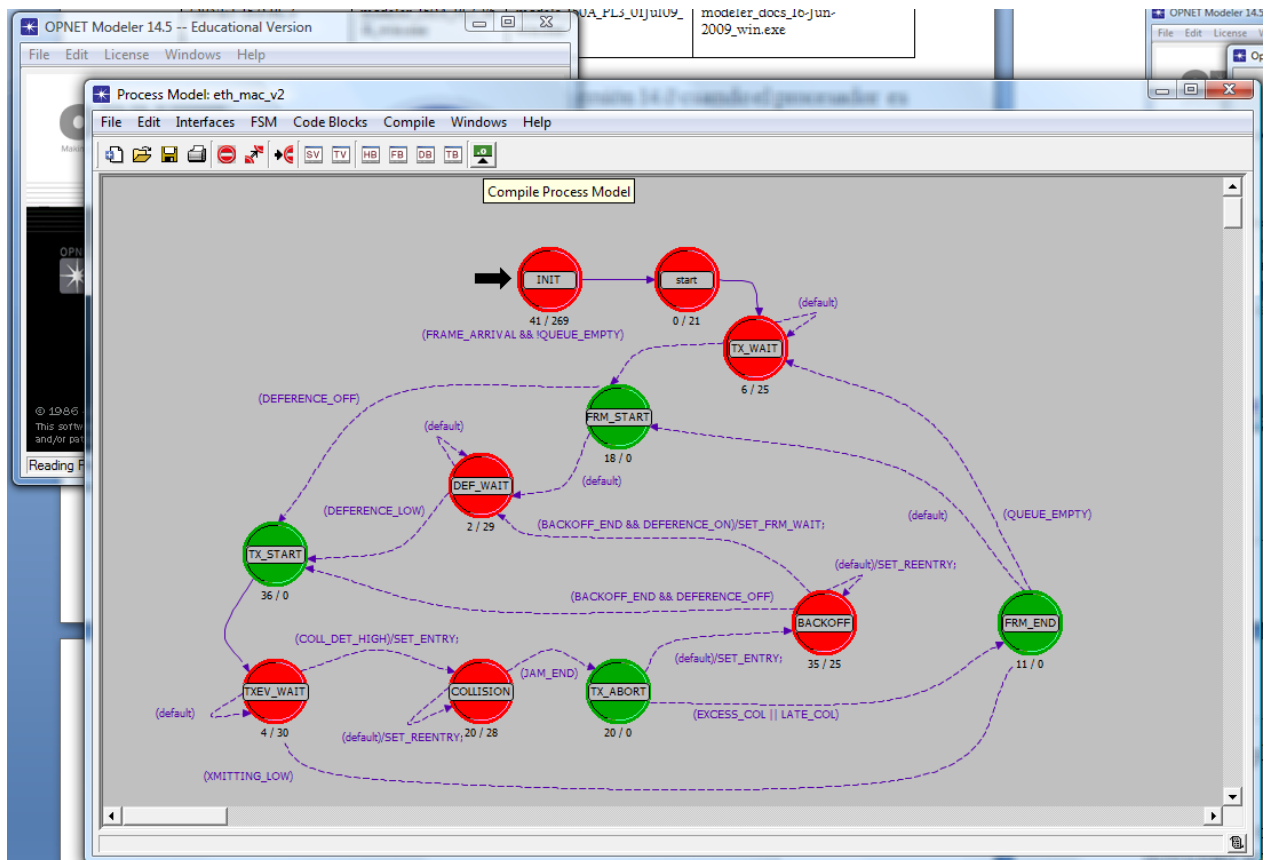 modeler_docs_16-jun-
2009_win.exe
OPNET Modeler 14.5 -- Educational Version
File Edit License Windows Help
OPNET Modeler 14.5
File Edit License
Process Model: eth_mac_v2
File Edit Interfaces FSM Code Blocks Compile Windows Help
SV TV HB FB DB TB
Compile Process Model
INIT
41 / 269
start
0 / 21
(default)
(FRAME_ARRIVAL && !QUEUE_EMPTY)
TX_WAIT
6 / 25
(DEFERENCE_OFF)
FRM_START
18 / 0
(default)
(default)
DEF_WAIT
2 / 29
(DEFERENCE_LOW)
(BACKOFF_END && DEFERENCE_ON)/SET_FRM_WAIT;
(default)
(QUEUE_EMPTY)
TX_START
36 / 0
(default)/SET_REENTRY;
(BACKOFF_END && DEFERENCE_OFF)
BACKOFF
35 / 25
FRM_END
11 / 0
(COLL_DET_HIGH)/SET_ENTRY;
(JAM_END)
(default)/SET_ENTRY;
TXEV_WAIT
4 / 30
COLLISION
20 / 28
TX_ABORT
20 / 0
(default)
(default)/SET_REENTRY;
(EXCESS_COL || LATE_COL)
(XMITTING_LOW)
OPN
© 1986
This softw
and/or pat
Reading F